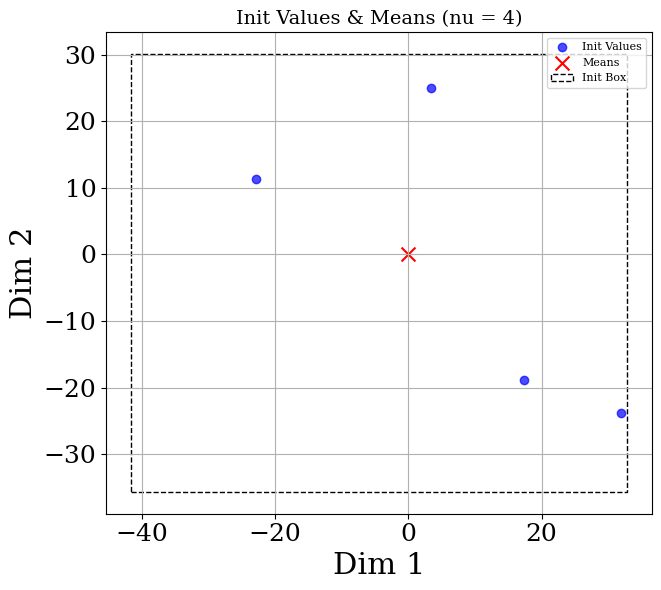 Init Values & Means (nu = 4)
Init Values
Means
Init Box
30
20
10
0
−10
−20
−30
Dim 2
−40
−20
0
20
Dim 1